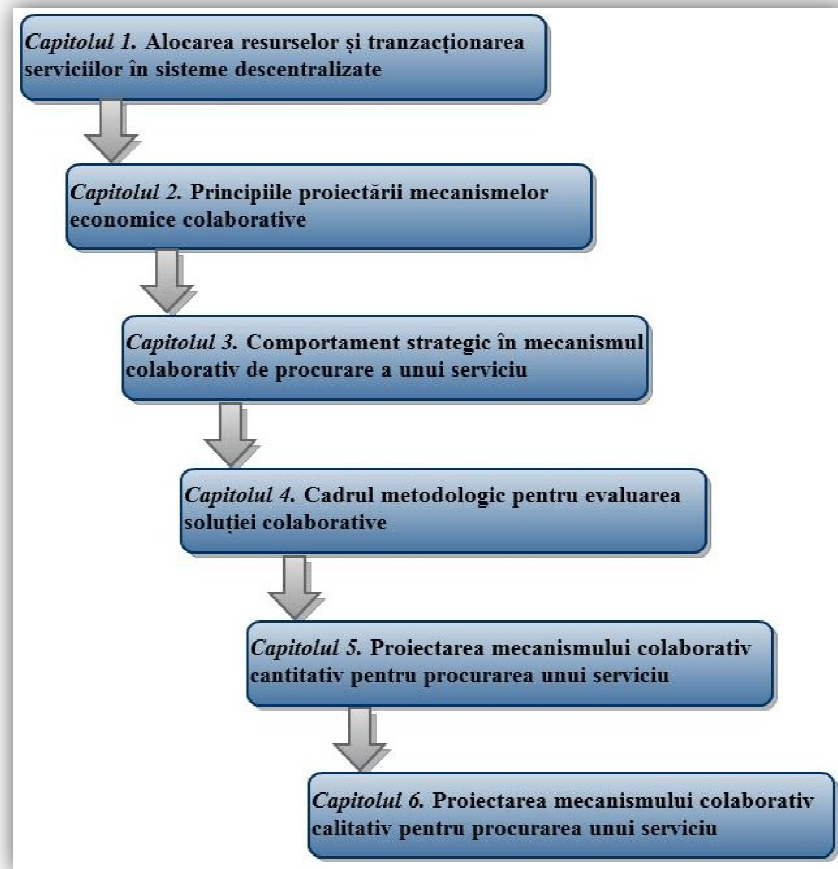 Capitolul 1. Alocarea resurselor și tranzacționarea
serviciilor în sisteme descentralizate
Capitolul 2. Principiile proiectării mecanismelor
economice colaborative
Capitolul 3. Comportament strategic în mecanismul
colaborativ de procurare a unui serviciu
Capitolul 4. Cadrul metodologic pentru evaluarea
soluției colaborative
Capitolul 5. Proiectarea mecanismului colaborativ
cantitativ pentru procurarea unui serviciu
Capitolul 6. Proiectarea mecanismului colaborativ
calitativ pentru procurarea unui serviciu